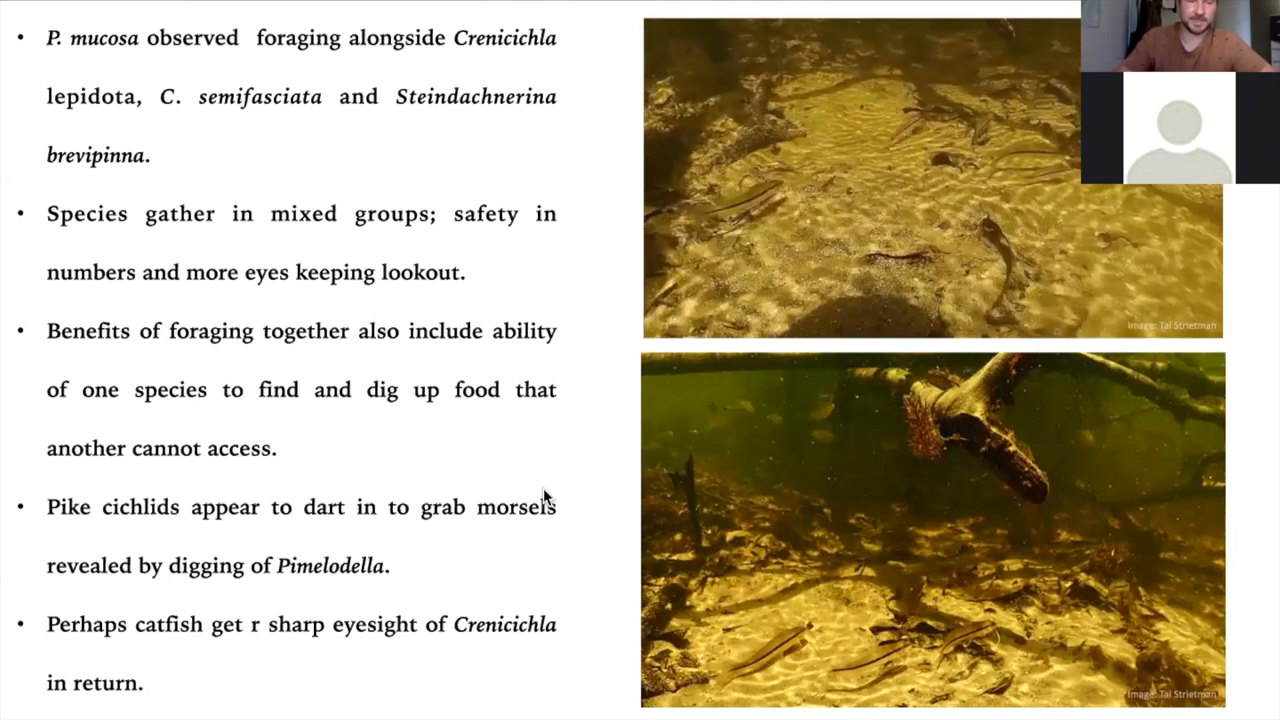 • P. mucosa observed foraging alongside Crenicichla
lepidota, C. semifasciata and Steindachnerina
brevipinna.
• Species gather in mixed groups; safety in
numbers and more eyes keeping lookout.
• Benefits of foraging together also include ability
of one species to find and dig up food that
another cannot access.
• Pike cichlids appear to dart in to grab morsels
revealed by digging of Pimelodella.
• Perhaps catfish get r sharp eyesight of Crenicichla
in return.
Image: Tai Strietman
Image: Tai Strietman